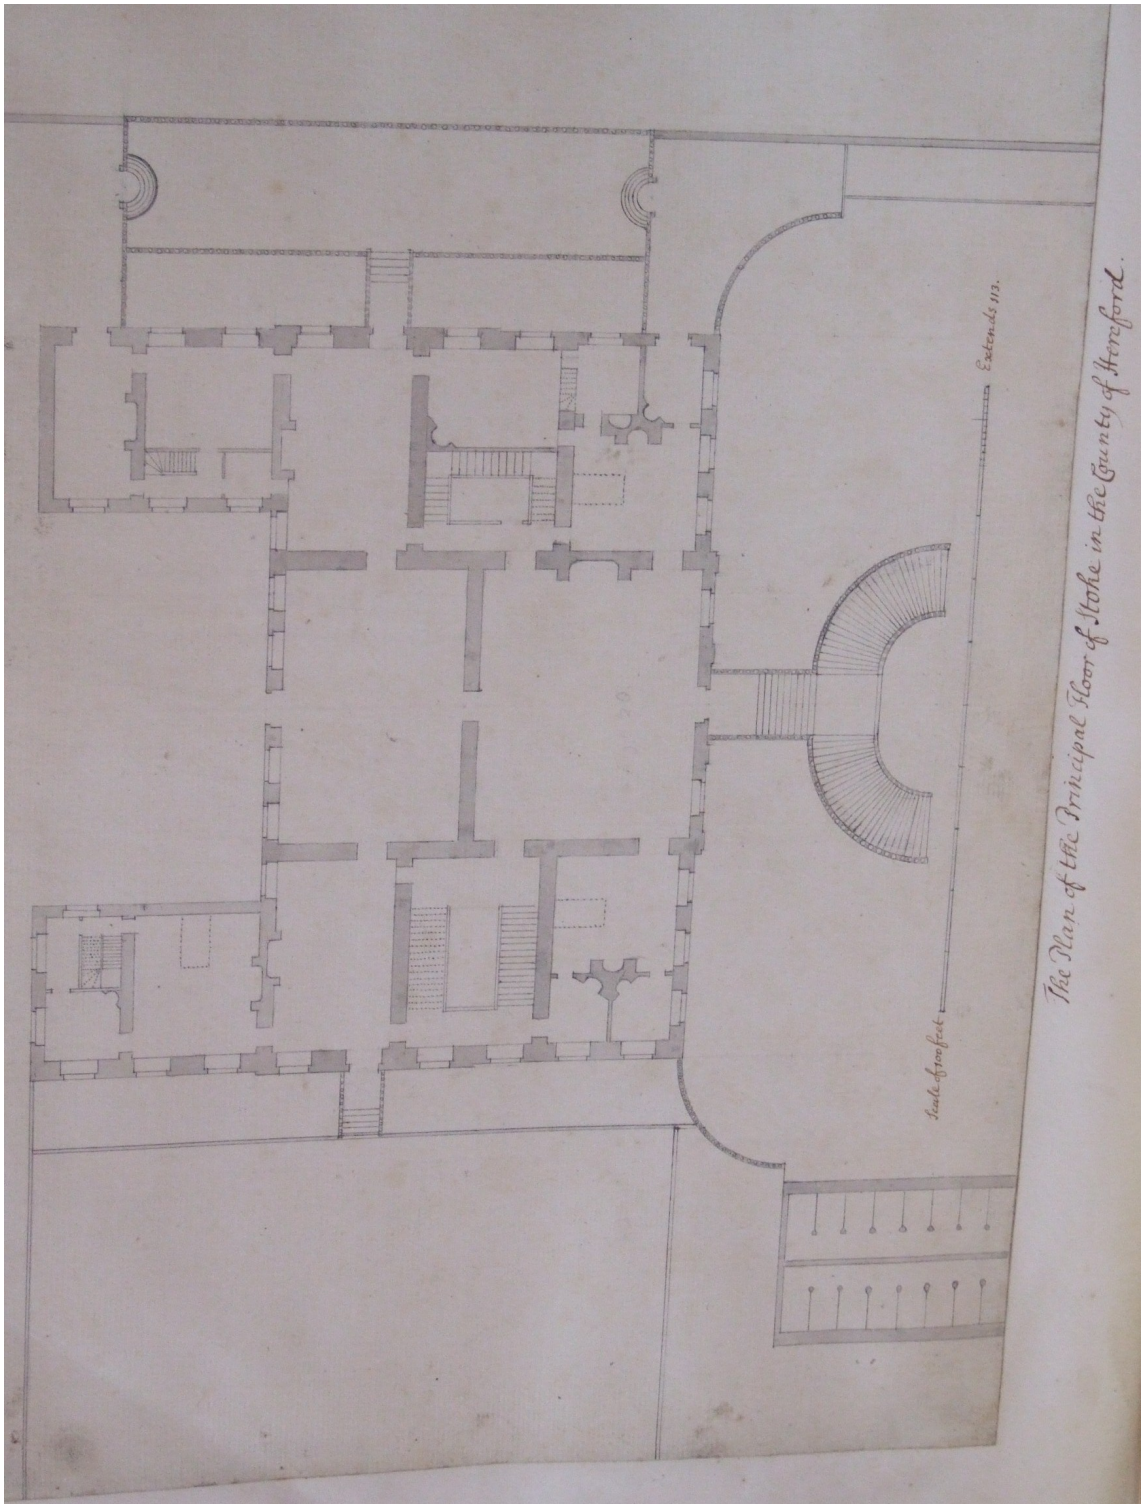 Scale of 100 feet
Extends 113.
The Plan of the Principal Floor of Stoke in the County of Hereford.